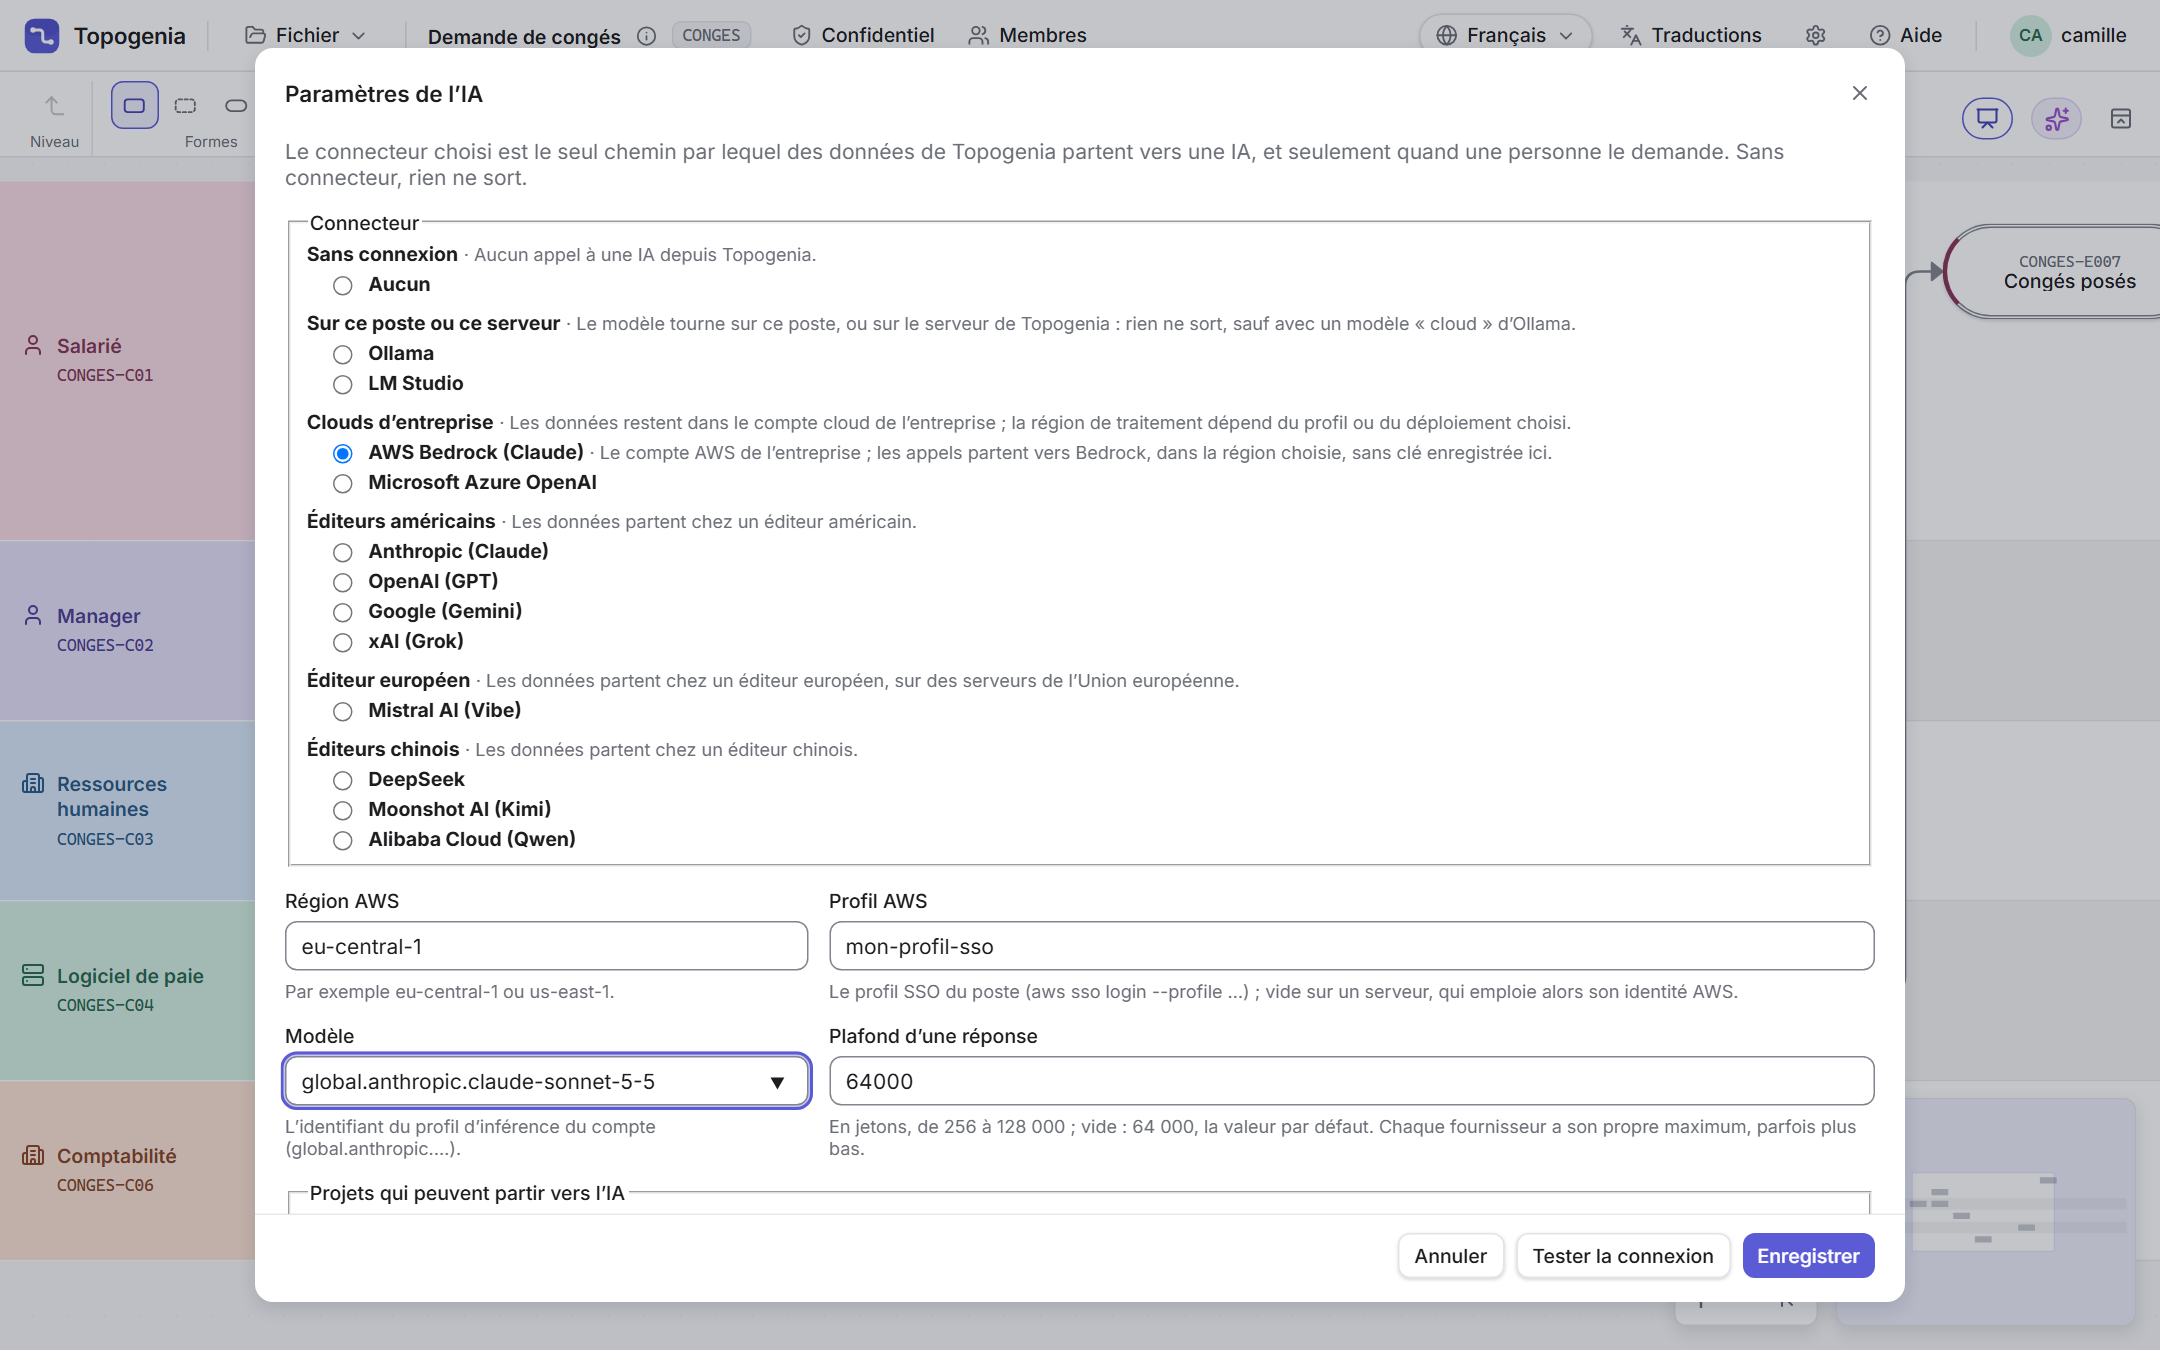 Topogenia
Fichier
Demande de congés
CONGES
Confidentiel
Membres
Français
Traductions
Aide
CA
camille
Niveau
Formes
Paramètres de l’IA
Le connecteur choisi est le seul chemin par lequel des données de Topogenia partent vers une IA, et seulement quand une personne le demande. Sans
connecteur, rien ne sort.
Connecteur
Sans connexion · Aucun appel à une IA depuis Topogenia.
Aucun
Sur ce poste ou ce serveur · Le modèle tourne sur ce poste, ou sur le serveur de Topogenia : rien ne sort, sauf avec un modèle « cloud » d’Ollama.
Ollama
LM Studio
Clouds d’entreprise · Les données restent dans le compte cloud de l’entreprise ; la région de traitement dépend du profil ou du déploiement choisi.
AWS Bedrock (Claude) · Le compte AWS de l’entreprise ; les appels partent vers Bedrock, dans la région choisie, sans clé enregistrée ici.
Microsoft Azure OpenAI
Éditeurs américains · Les données partent chez un éditeur américain.
Anthropic (Claude)
OpenAI (GPT)
Google (Gemini)
xAI (Grok)
Éditeur européen · Les données partent chez un éditeur européen, sur des serveurs de l’Union européenne.
Mistral AI (Vibe)
Éditeurs chinois · Les données partent chez un éditeur chinois.
DeepSeek
Moonshot AI (Kimi)
Alibaba Cloud (Qwen)
Région AWS
eu-central-1
Par exemple eu-central-1 ou us-east-1.
Profil AWS
mon-profil-sso
Le profil SSO du poste (aws sso login --profile ...) ; vide sur un serveur, qui emploie alors son identité AWS.
Modèle
global.anthropic.claude-sonnet-5-5
L’identifiant du profil d’inférence du compte
(global.anthropic....).
Plafond d’une réponse
64000
En jetons, de 256 à 128 000 ; vide : 64 000, la valeur par défaut. Chaque fournisseur a son propre maximum, parfois plus
bas.
Projets qui peuvent partir vers l’IA
Annuler
Tester la connexion
Enregistrer
Salarié
CONGES-C01
Manager
CONGES-C02
Ressources
humaines
CONGES-C03
Logiciel de paie
CONGES-C04
Comptabilité
CONGES-C06
CONGES-E007
Congés posés